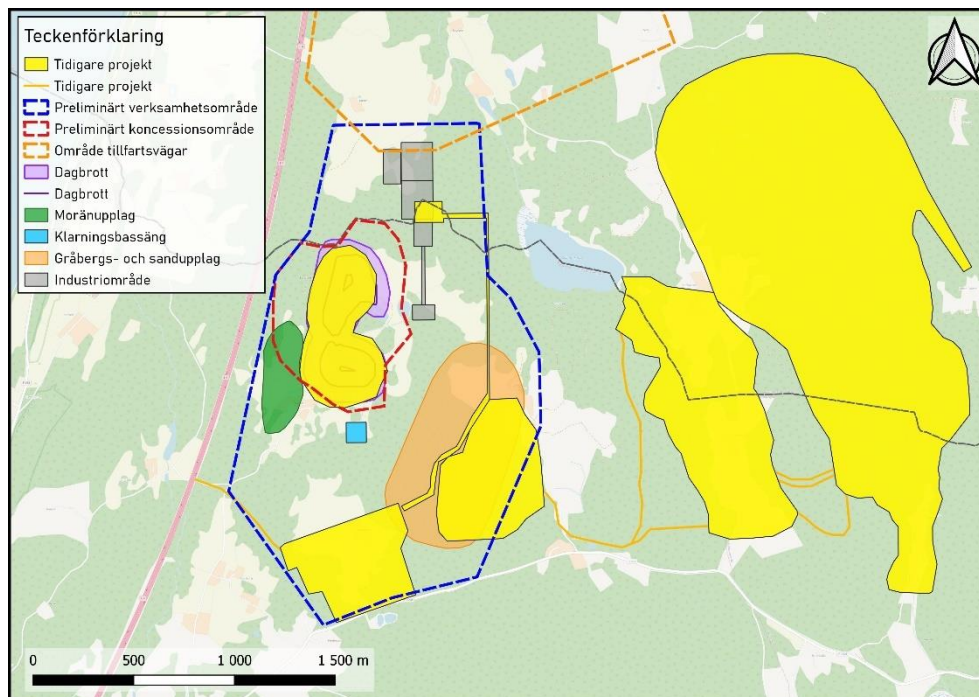 Teckenförklaring
Tidigare projekt
Tidigare projekt
Preliminärt verksamhetsområde
Preliminärt koncessionsområde
Område tillfartsvägar
Dagbrott
Dagbrott
Moränupplag
Klarningsbassäng
Gråbergs- och sandupplag
Industriområde
0 500 1 000 1 500 m